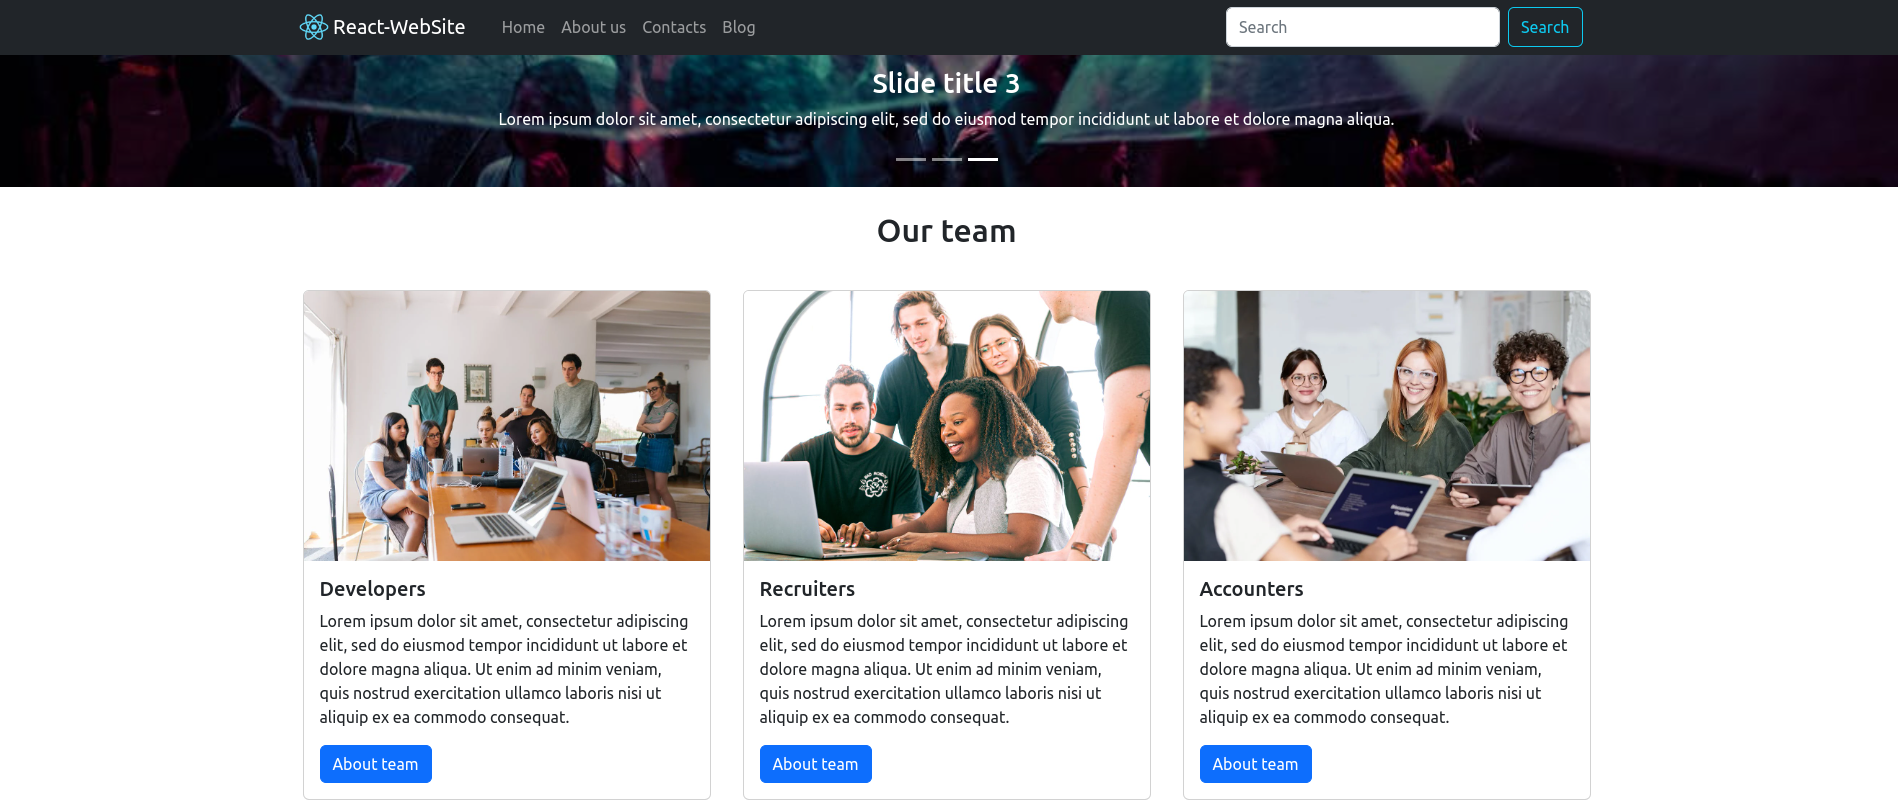 React-WebSite
Home
About us
Contacts
Blog
Search
Search
Slide title 3
Lorem ipsum dolor sit amet, consectetur adipiscing elit, sed do eiusmod tempor incididunt ut labore et dolore magna aliqua.
Our team
Developers
Lorem ipsum dolor sit amet, consectetur adipiscing
elit, sed do eiusmod tempor incididunt ut labore et
dolore magna aliqua. Ut enim ad minim veniam,
quis nostrud exercitation ullamco laboris nisi ut
aliquip ex ea commodo consequat.
About team
Recruiters
Lorem ipsum dolor sit amet, consectetur adipiscing
elit, sed do eiusmod tempor incididunt ut labore et
dolore magna aliqua. Ut enim ad minim veniam,
quis nostrud exercitation ullamco laboris nisi ut
aliquip ex ea commodo consequat.
About team
Accounters
Lorem ipsum dolor sit amet, consectetur adipiscing
elit, sed do eiusmod tempor incididunt ut labore et
dolore magna aliqua. Ut enim ad minim veniam,
quis nostrud exercitation ullamco laboris nisi ut
aliquip ex ea commodo consequat.
About team